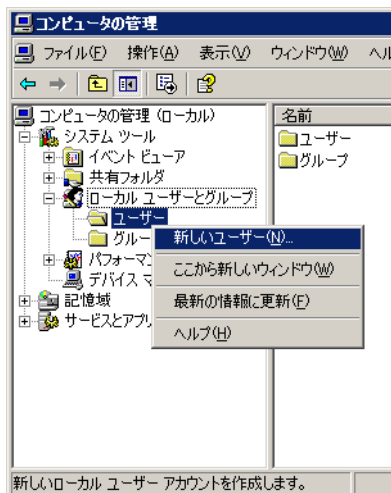 コンピュータの管理
ファイル(F) 操作(A) 表示(V) ウィンドウ(W) ヘル
コンピュータの管理 (ローカル)
システム ツール
イベント ビューア
共有フォルダ
ローカル ユーザーとグループ
ユーザー
グルー
パフォーマン
デバイス マ
記憶域
サービスとアプリ
名前
ユーザー
グループ
新しいユーザー(N)...
ここから新しいウィンドウ(W)
最新の情報に更新(F)
ヘルプ(H)
新しいローカル ユーザー アカウントを作成します。